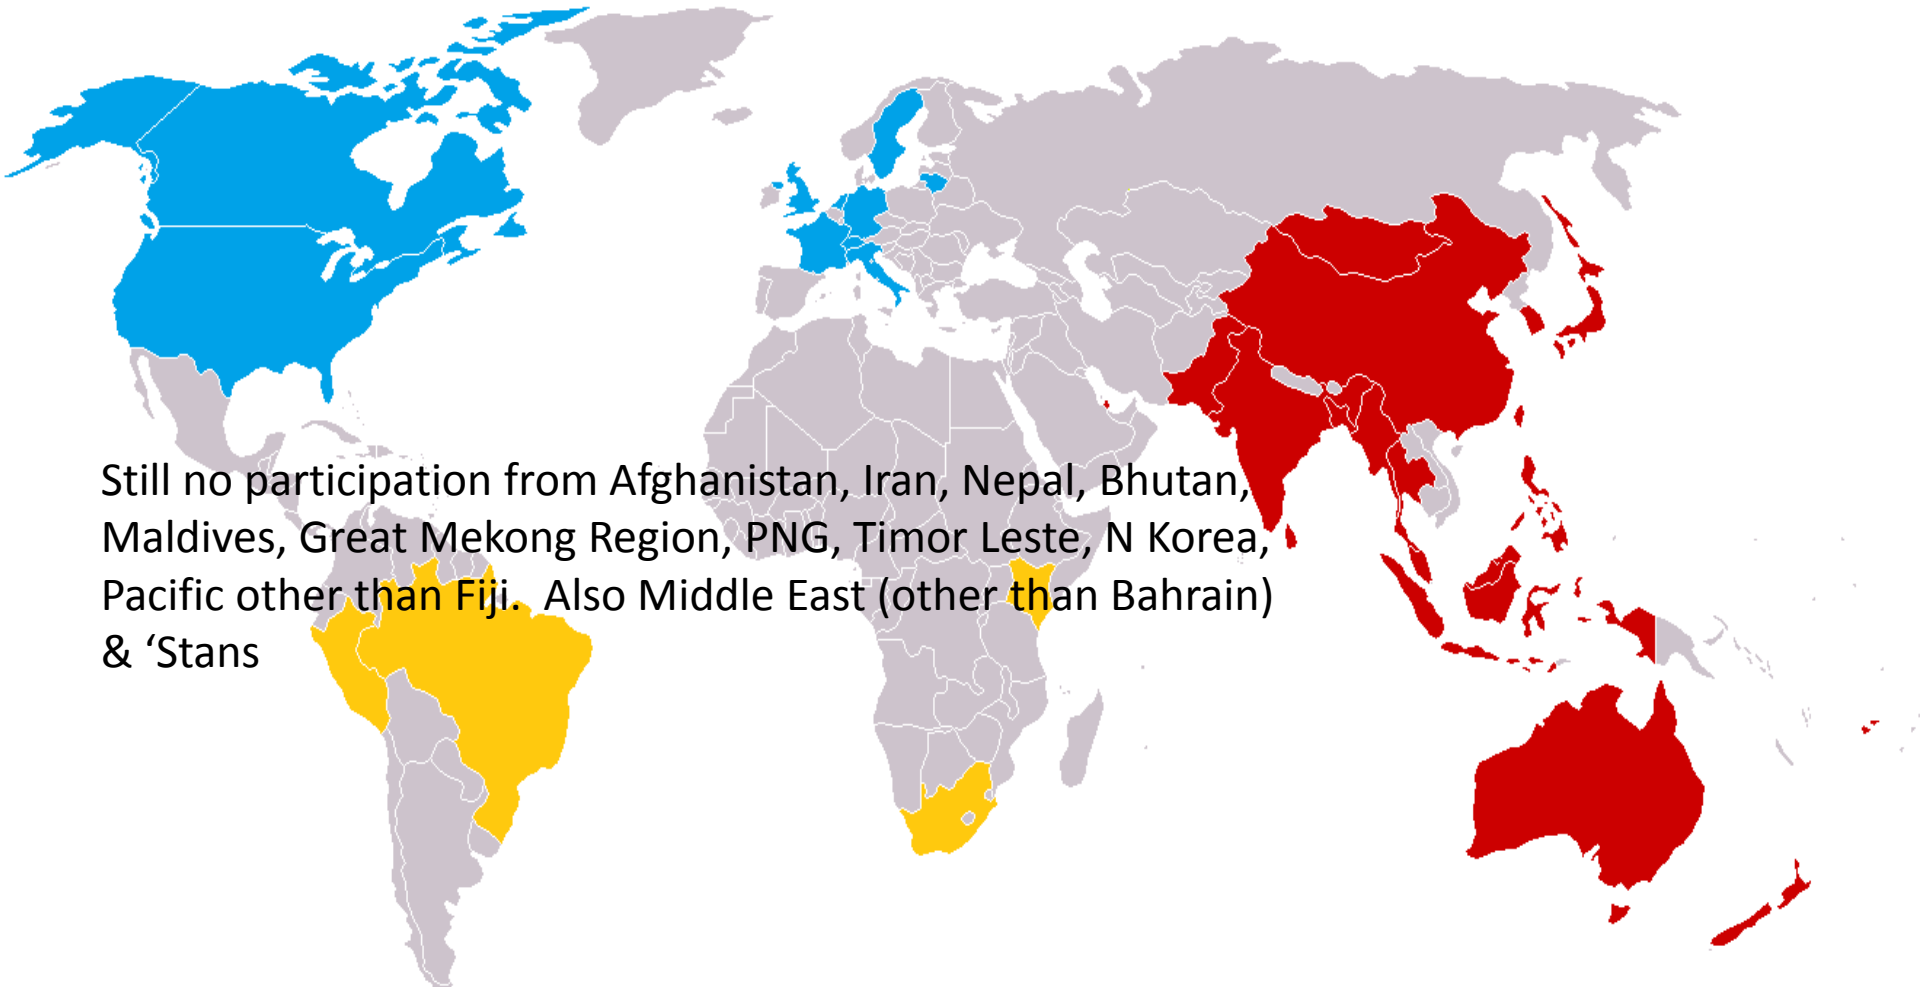 Still no participation from Afghanistan, Iran, Nepal, Bhutan,
Maldives, Great Mekong Region, PNG, Timor Leste, N Korea,
Pacific other than Fiji.  Also Middle East (other than Bahrain)
& ‘Stans